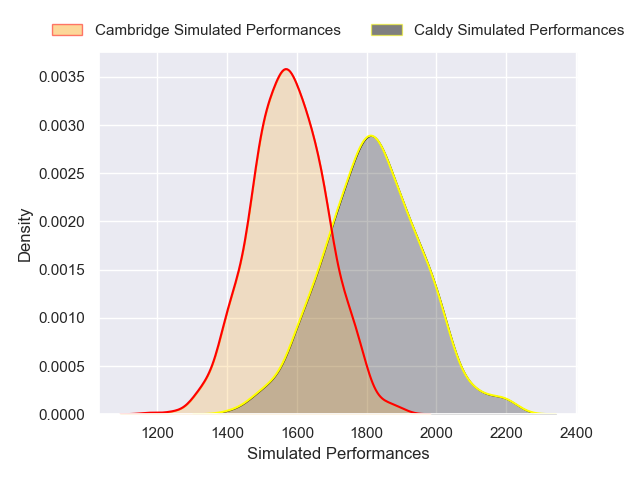 Cambridge Simulated Performances Caldy Simulated Performances
0.0035
0.0030
0.0025
0.0020
0.0015
0.0010
0.0005
0.0000
Density
1200 1400 1600 1800 2000 2200 2400
Simulated Performances